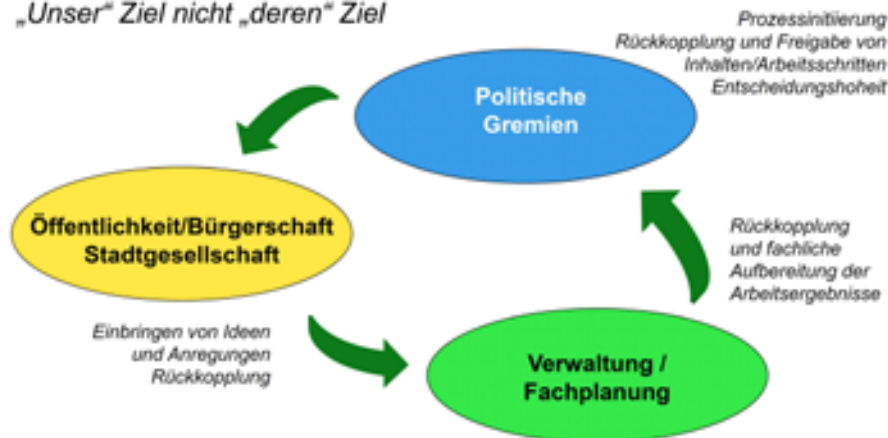 „Unser“ Ziel nicht „deren“ Ziel
Prozessinitiierung
Rückkopplung und Freigabe von
Inhalten/Arbeitsschritten
Entscheidungshoheit
Politische
Gremien
Öffentlichkeit/Bürgerschaft
Stadtgesellschaft
Rückkopplung
und fachliche
Aufbereitung der
Arbeitsergebnisse
Einbringen von Ideen
und Anregungen
Rückkopplung
Verwaltung /
Fachplanung